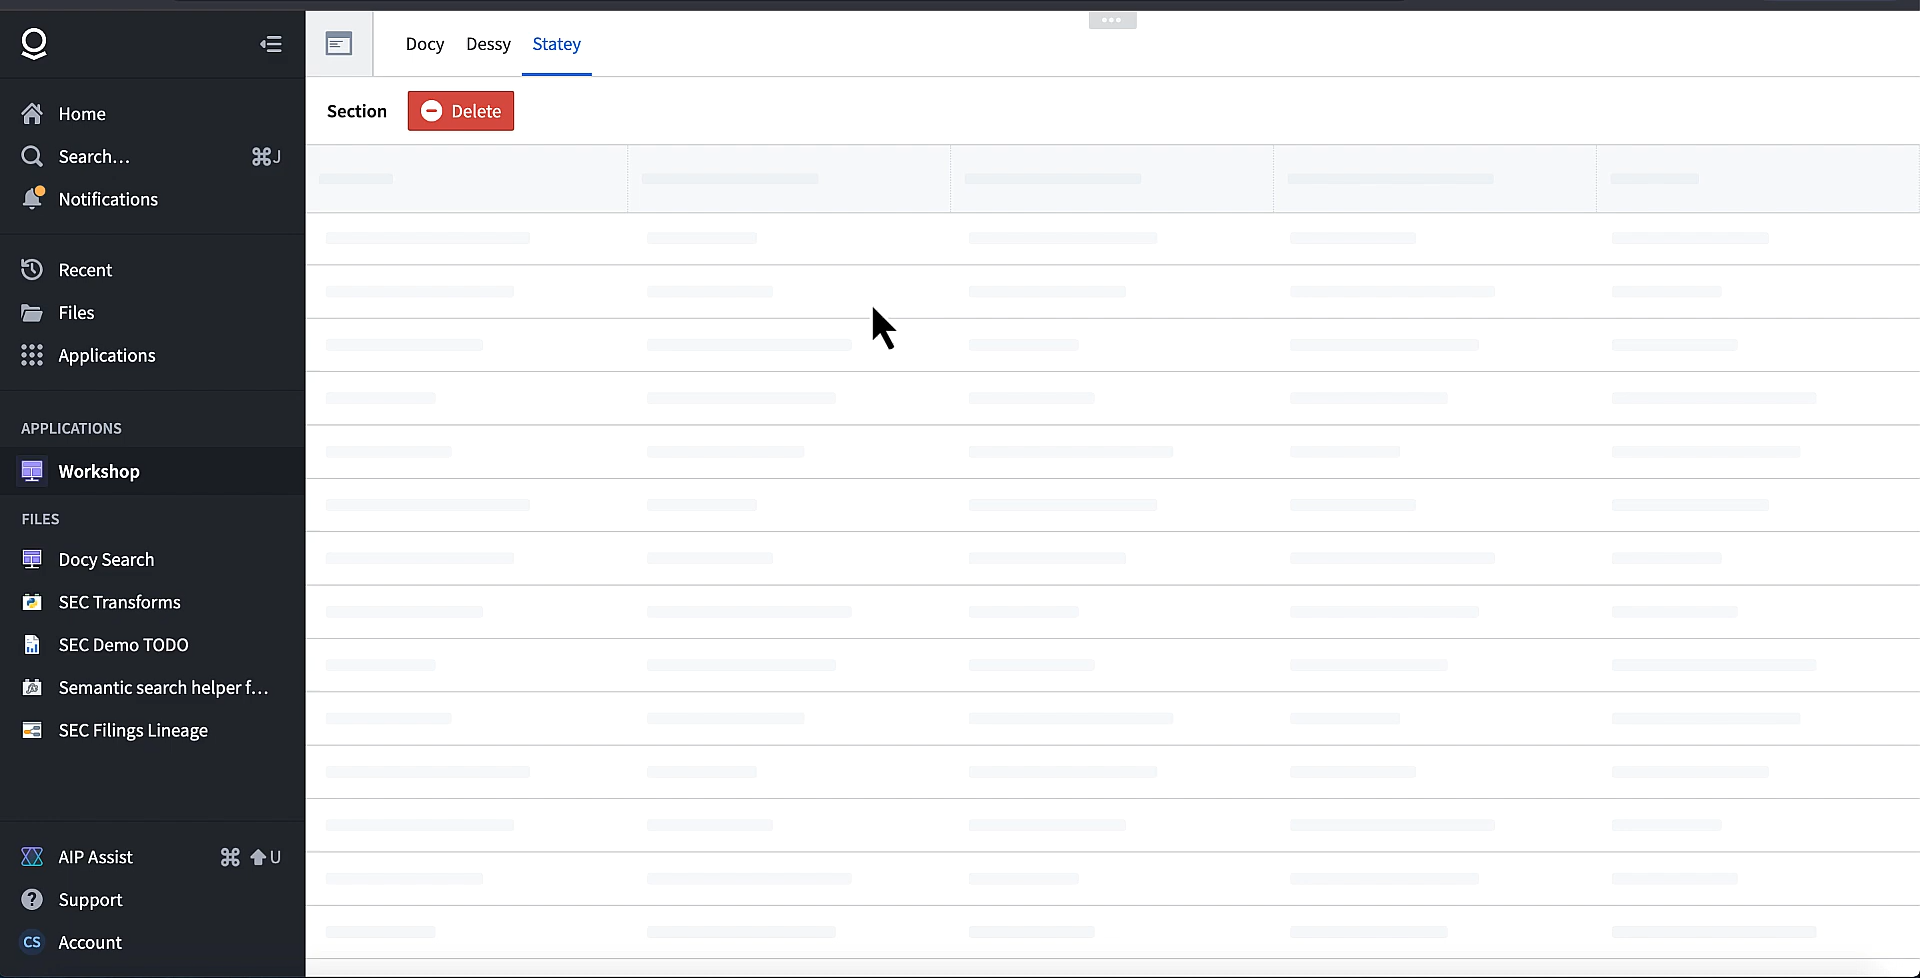 Home
Search...
⌘J
Notifications
Recent
Files
Applications
APPLICATIONS
Workshop
FILES
Docy Search
SEC Transforms
SEC Demo TODO
Semantic search helper f...
SEC Filings Lineage
AIP Assist
⌘ ⬆U
Support
CS
Account
Docy Dessy Statey
Section
Delete